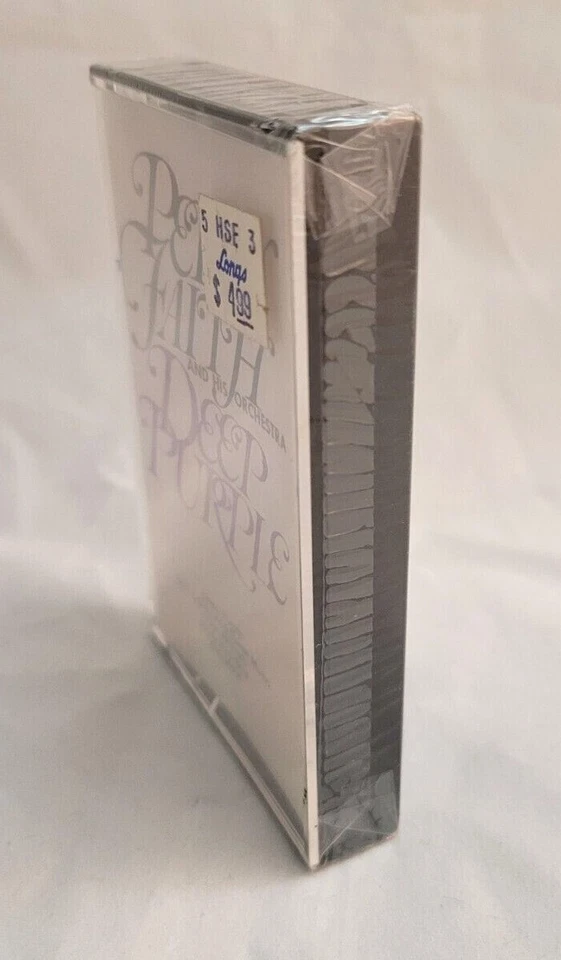 5 HSE 3
Longs
$ 4.99
FAITH
AND HIS ORCHESTRA
DEEP
PURPLE